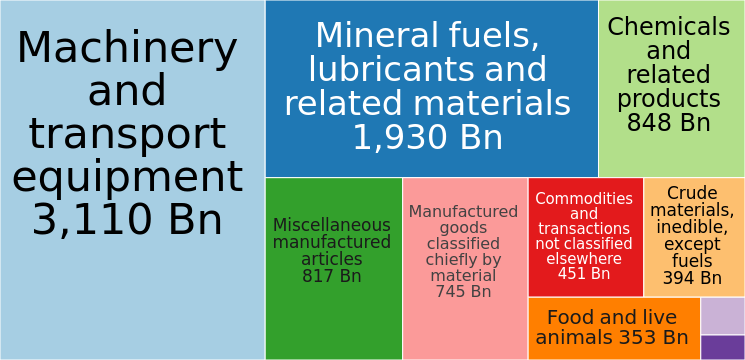 Machinery
and
transport
equipment
3,110 Bn
Mineral fuels,
lubricants and
related materials
1,930 Bn
Chemicals
and
related
products
848 Bn
Miscellaneous
manufactured
articles
817 Bn
Manufactured
goods
classified
chiefly by
material
745 Bn
Commodities
and
transactions
not classified
elsewhere
451 Bn
Crude
materials,
inedible,
except
fuels
394 Bn
Food and live
animals 353 Bn